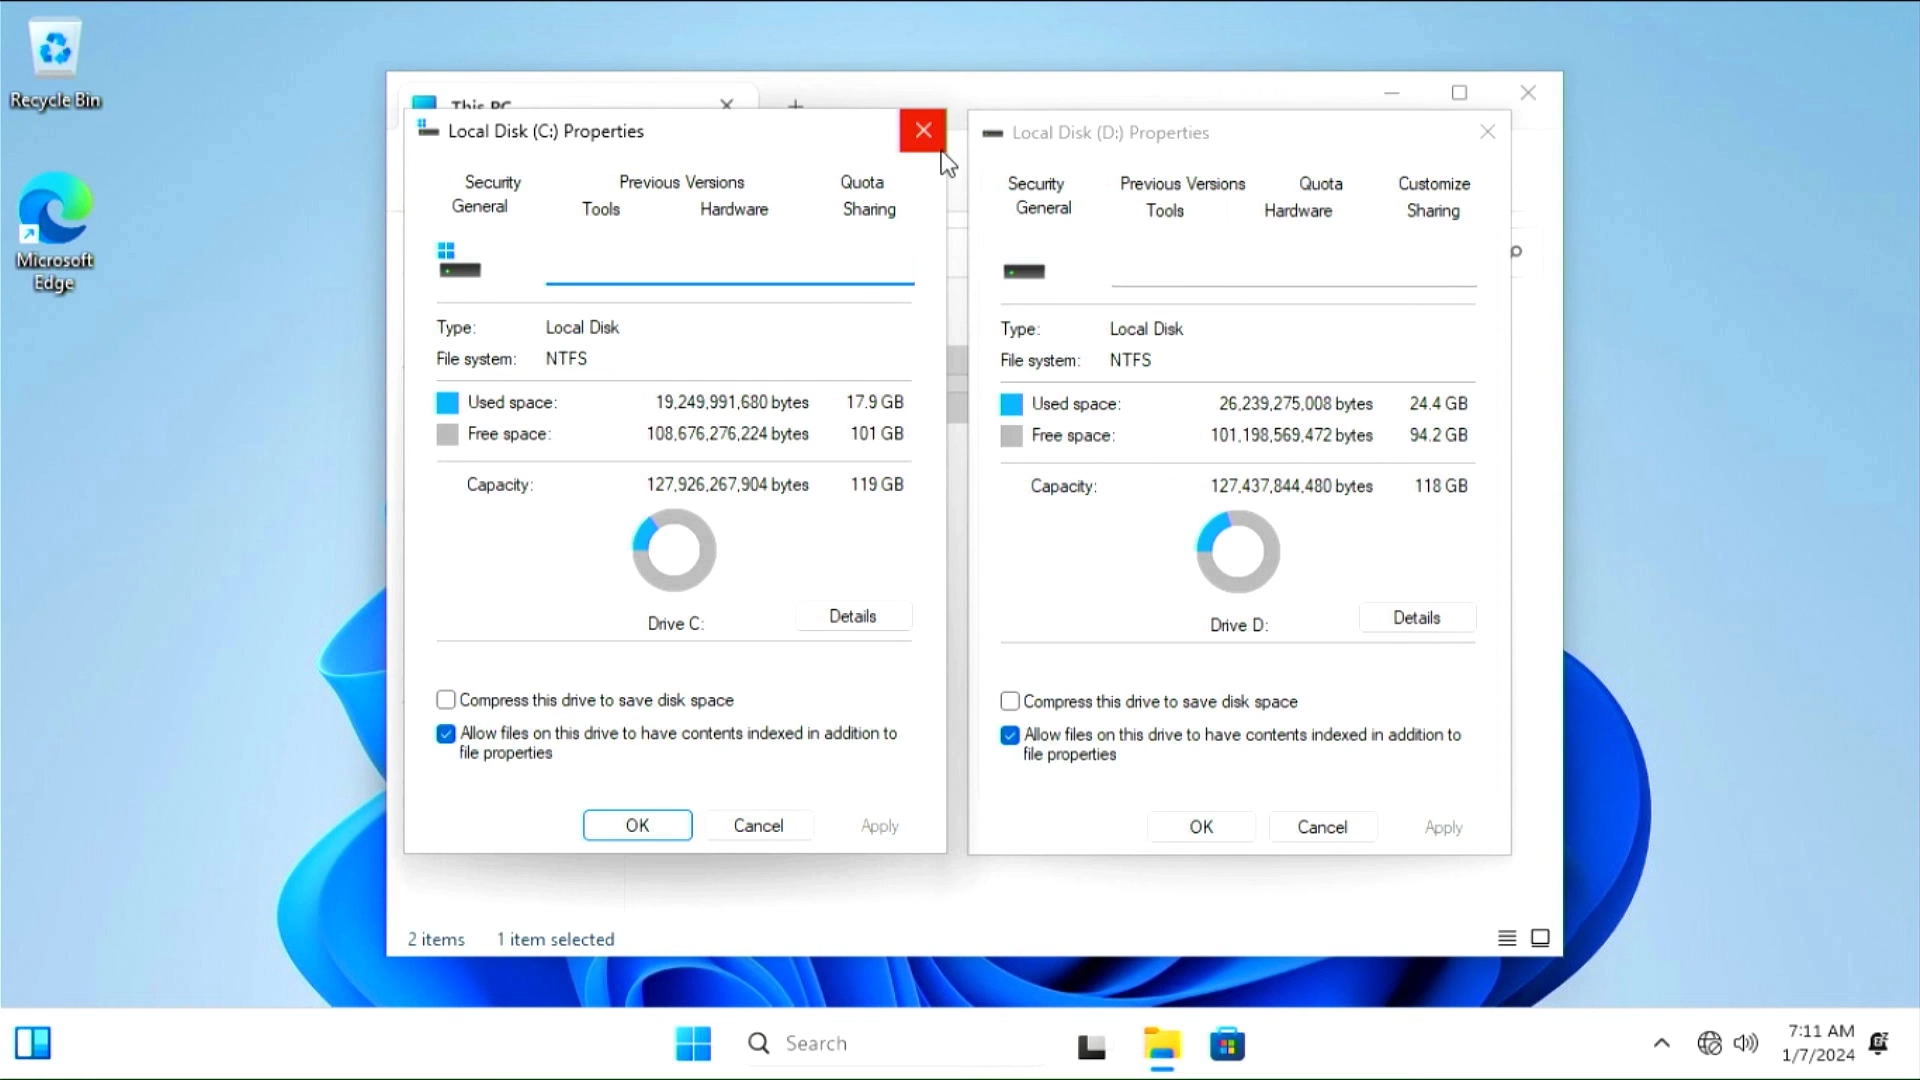 Recycle Bin
Microsoft
Edge
This PC
Local Disk (C:) Properties
Security Previous Versions Quota
General Tools Hardware Sharing
Type: Local Disk
File system: NTFS
Used space: 19,249,991,680 bytes 17.9 GB
Free space: 108,676,276,224 bytes 101 GB
Capacity: 127,926,267,904 bytes 119 GB
Drive C:
Details
Compress this drive to save disk space
Allow files on this drive to have contents indexed in addition to
file properties
OK Cancel Apply
Local Disk (D:) Properties
Security Previous Versions Quota Customize
General Tools Hardware Sharing
Type: Local Disk
File system: NTFS
Used space: 26,239,275,008 bytes 24.4 GB
Free space: 101,198,569,472 bytes 94.2 GB
Capacity: 127,437,844,480 bytes 118 GB
Drive D:
Details
Compress this drive to save disk space
Allow files on this drive to have contents indexed in addition to
file properties
OK Cancel Apply
2 items 1 item selected
Search
7:11 AM
1/7/2024